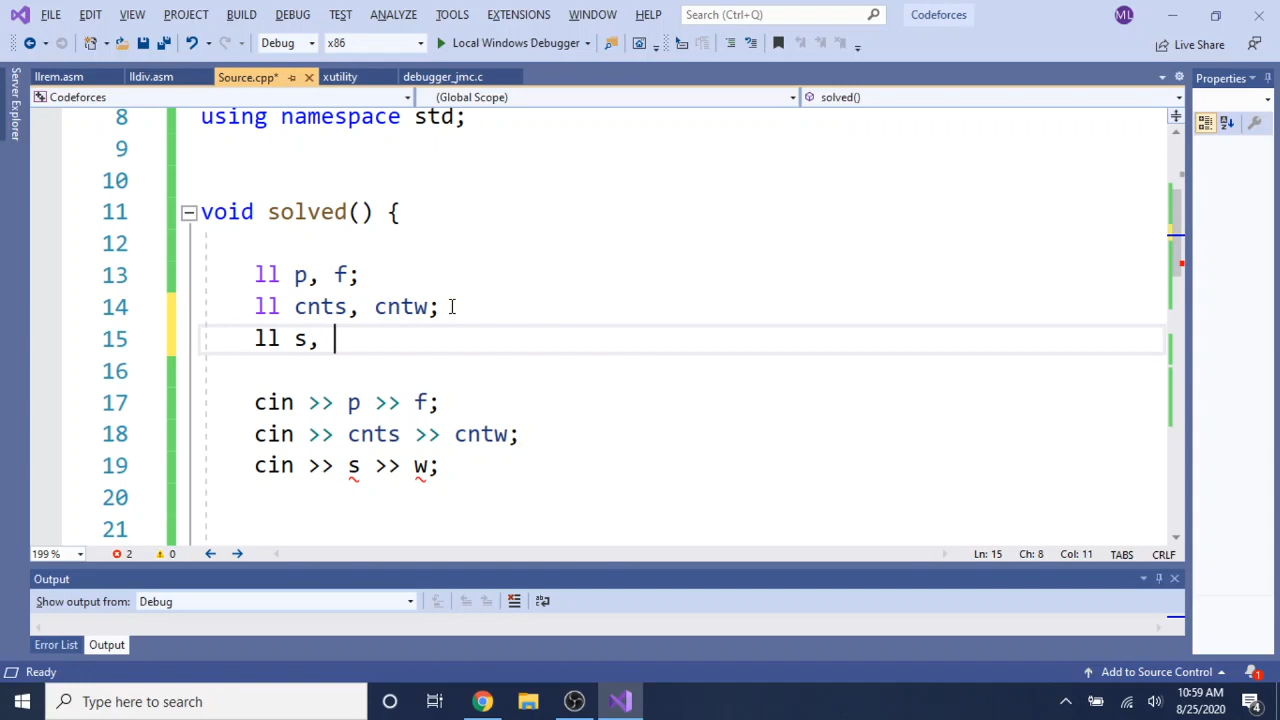 FILE EDIT VIEW PROJECT BUILD DEBUG TEST ANALYZE TOOLS EXTENSIONS WINDOW HELP Search (Ctrl+Q) Codeforces ML
Debug x86 Local Windows Debugger Live Share
llrem.asm lldiv.asm Source.cpp* xutility debugger_jmc.c Properties
Server Explorer
Codeforces (Global Scope) solved()
8 using namespace std;
9
10
11 void solved() {
12
13 ll p, f;
14 ll cnts, cntw;
15 ll s,
16
17 cin >> p >> f;
18 cin >> cnts >> cntw;
19 cin >> s >> w;
20
21
199 % 2 0 Ln: 15 Ch: 8 Col: 11 TABS CRLF
Output
Show output from: Debug
Error List Output
Ready Add to Source Control 1
Type here to search 10:59 AM
8/25/2020 4